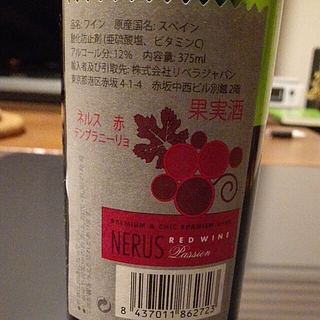 品名: ワイン 原産国名: スペイン
酸化防止剤 (亜硫酸塩、ビタミンC)
アルコール分: 12% 内容量: 375ml
輸入者及び引取先: 株式会社リベラジャパン
東京都港区赤坂 4-1-4 赤坂中西ビル別館 2階
果実酒
ネルス 赤
テンプラニーリョ
PREMIUM & CHIC SPANISH WINE
NERUS RED WINE
Passion
8 437011 862723